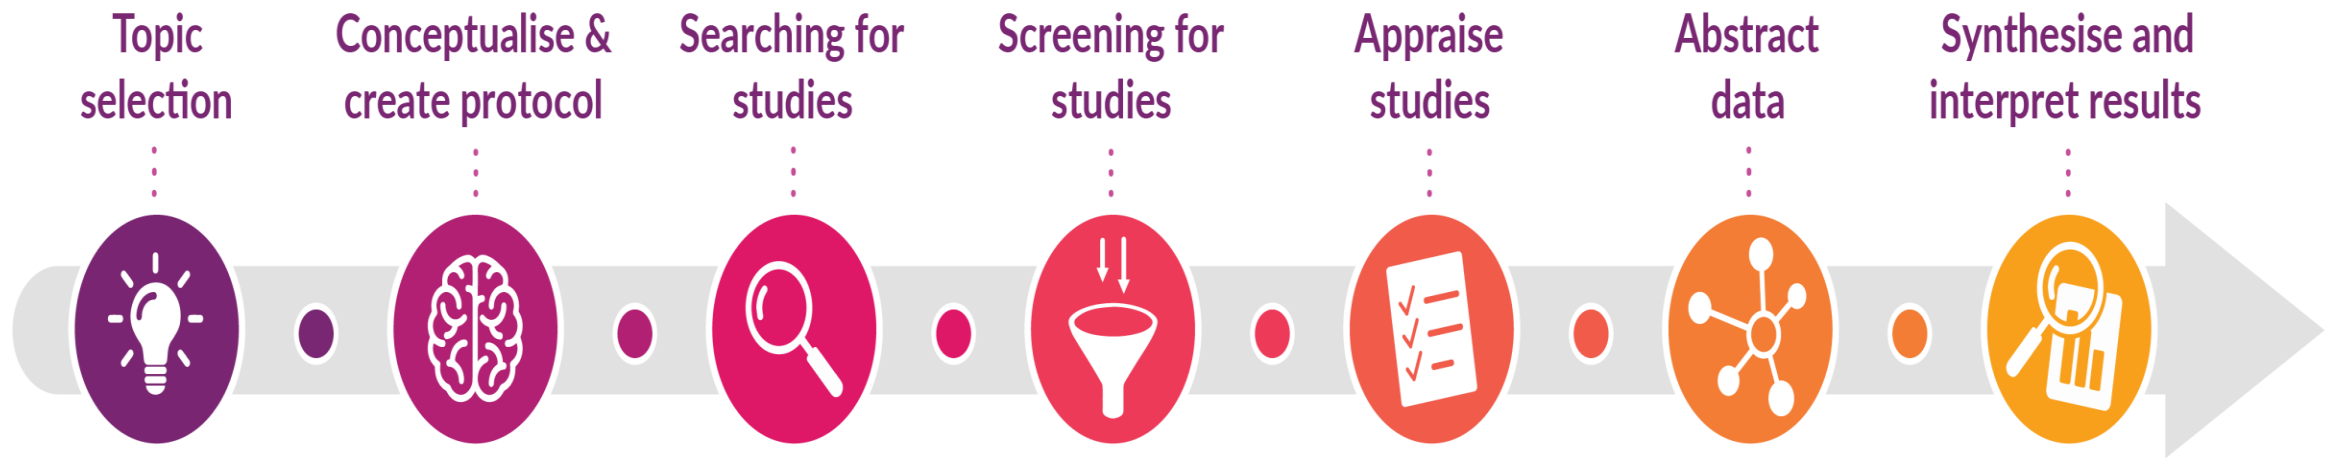 Topic
selection
Conceptualise &
create protocol
Searching for
studies
Screening for
studies
Appraise
studies
Abstract
data
Synthesise and
interpret results